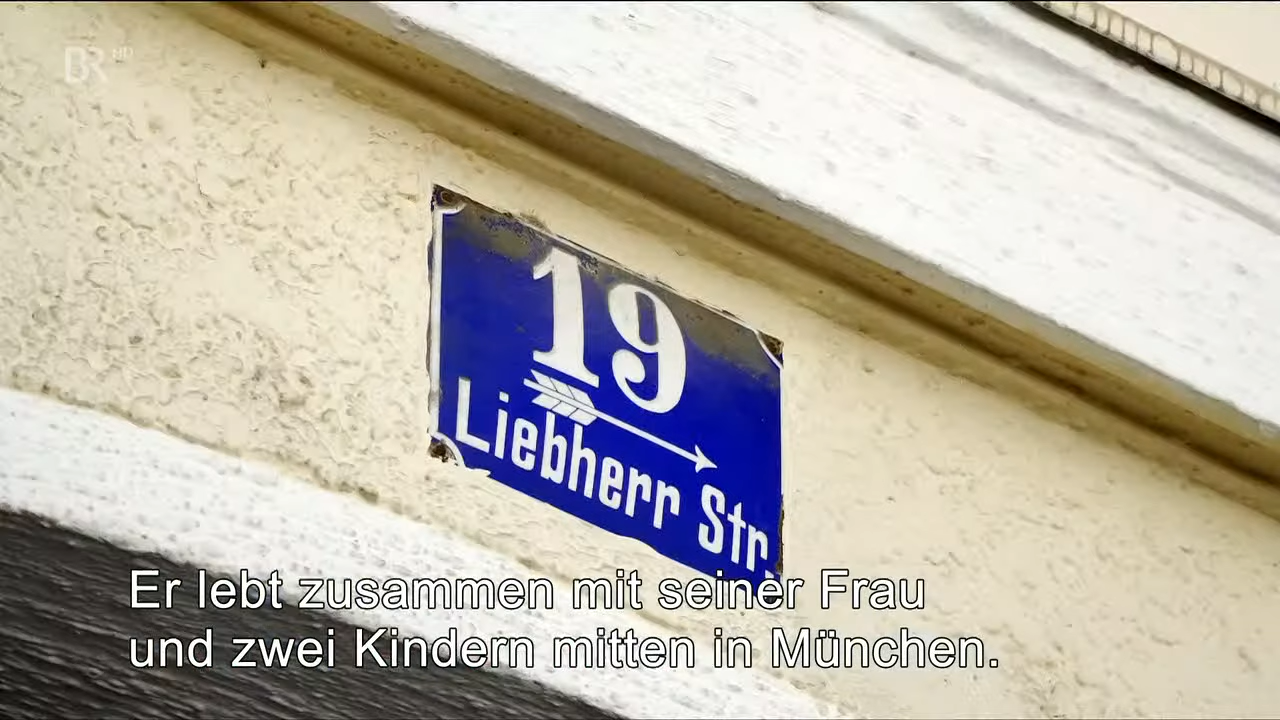 BR HD
19
Liebherr Str.
Er lebt zusammen mit seiner Frau
und zwei Kindern mitten in München.